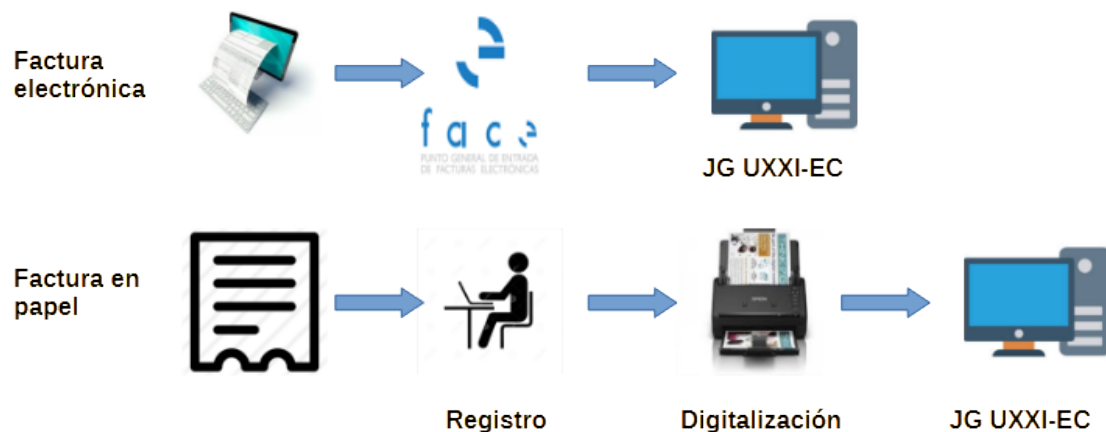 Factura
electrónica
face
PUNTO GENERAL DE ENTRADA
DE FACTURAS ELECTRÓNICAS
JG UXXI-EC
Factura en
papel
EPSON
Registro
Digitalización
JG UXXI-EC